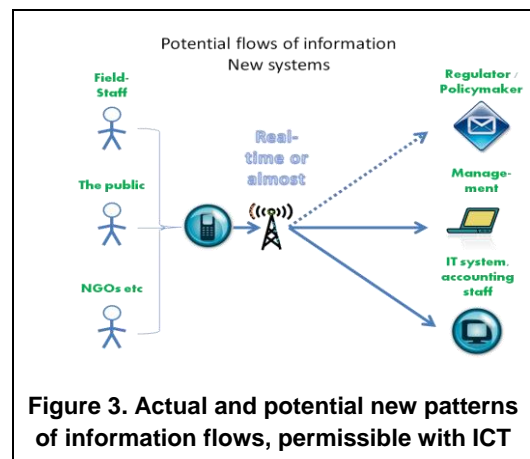 Potential flows of information
New systems
Field-
Staff
The public
NGOs etc
Real-
time or
almost
Regulator /
Policymaker
Manage-
ment
IT system.
accounting
staff
Figure 3. Actual and potential new patterns
of information flows, permissible with ICT